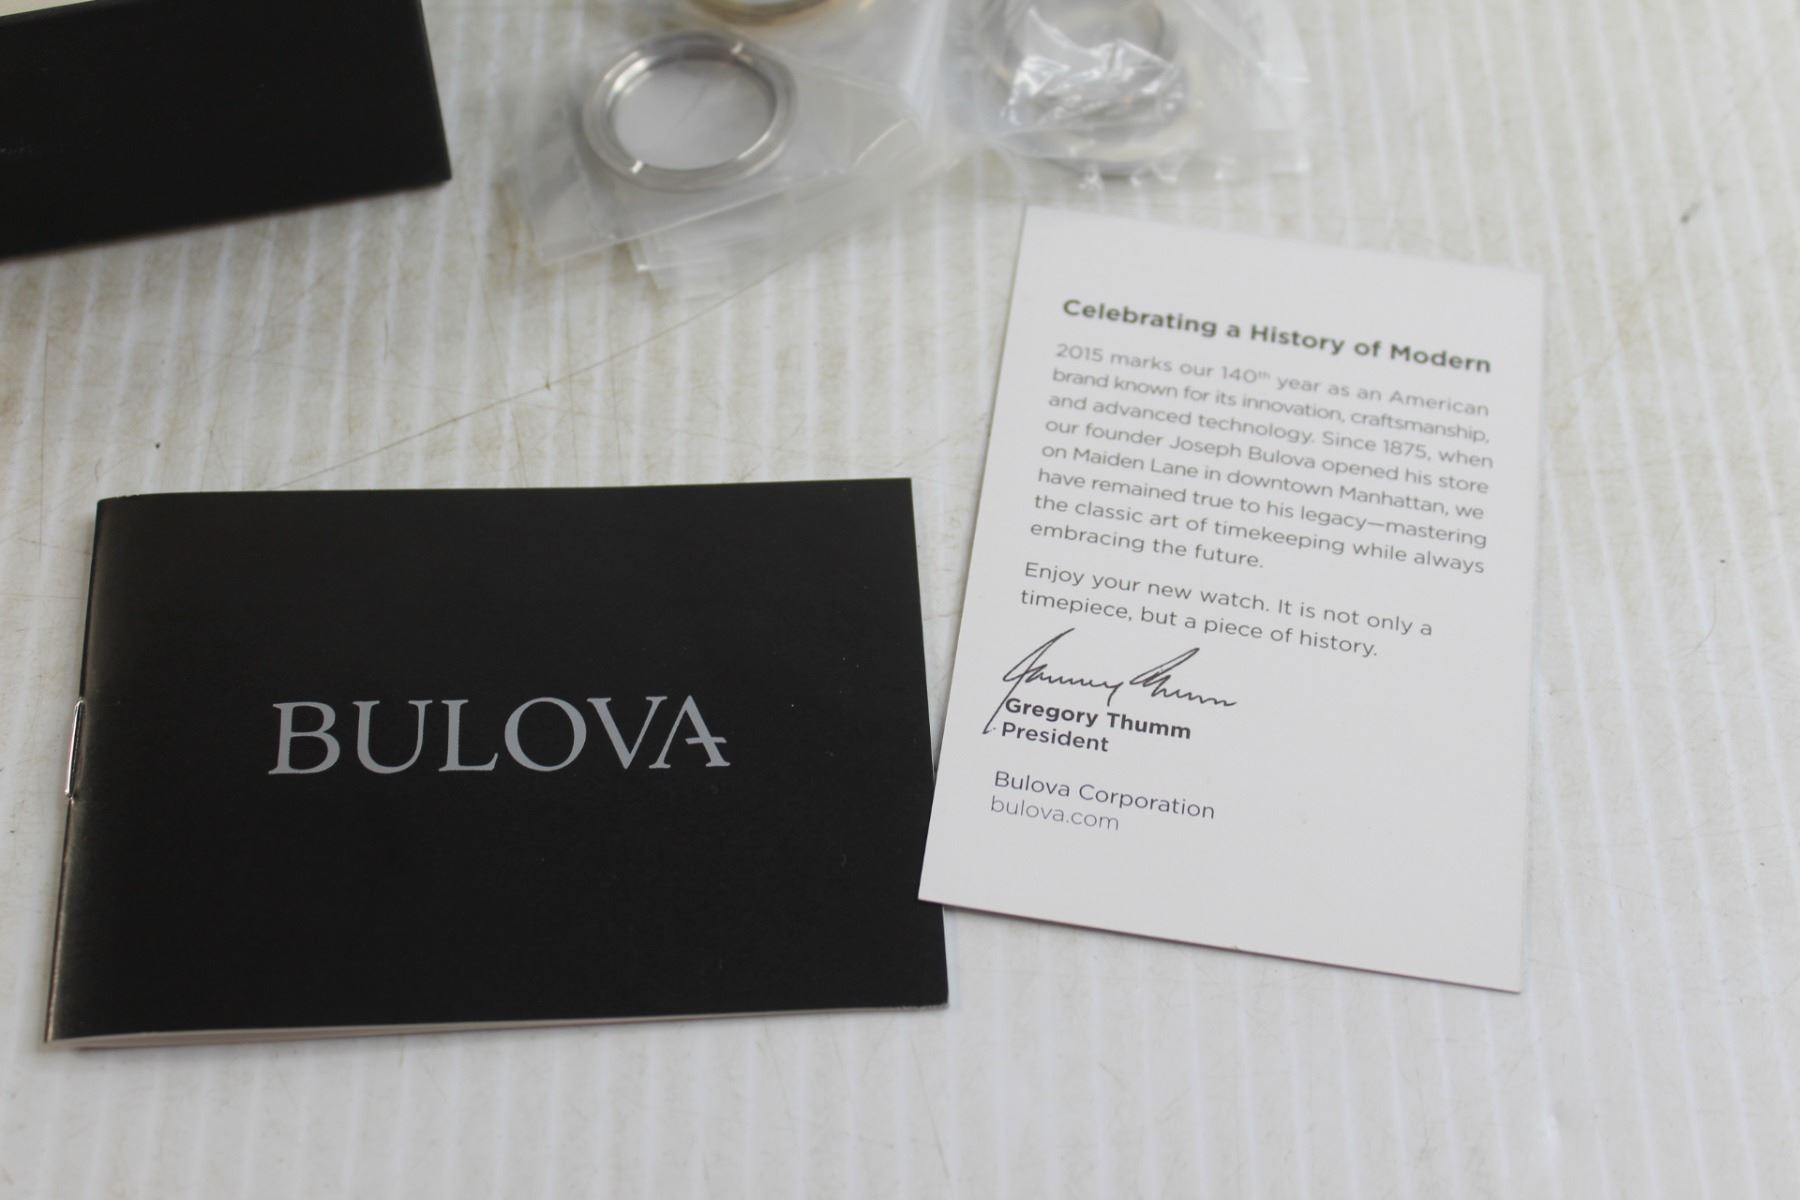 BULOVA
Celebrating a History of Modern
2015 marks our 140th year as an American
brand known for its innovation, craftsmanship,
and advanced technology. Since 1875, when
our founder Joseph Bulova opened his store
on Maiden Lane in downtown Manhattan, we
have remained true to his legacy—mastering
the classic art of timekeeping while always
embracing the future.
Enjoy your new watch. It is not only a
timepiece, but a piece of history.
Gregory Thumm
President
Bulova Corporation
bulova.com